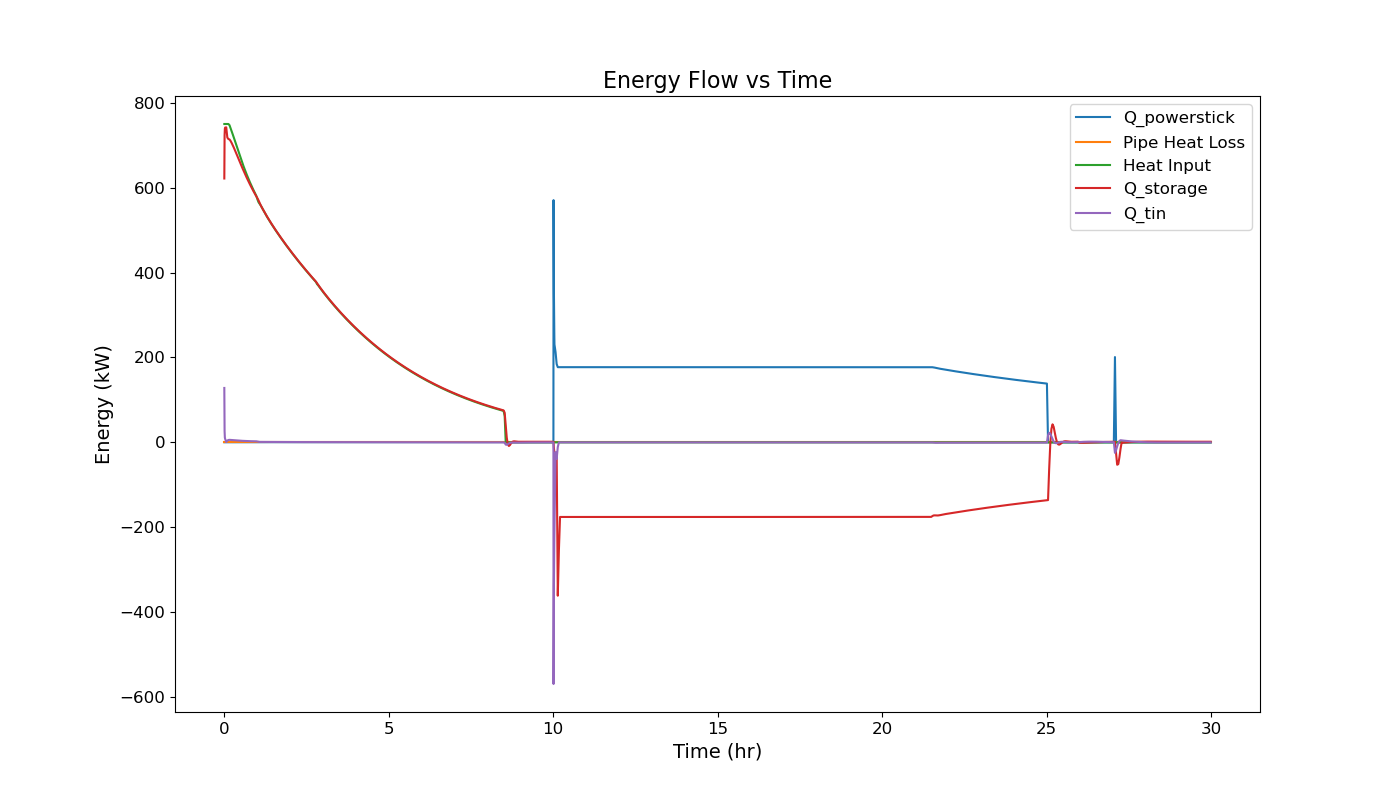 Energy Flow vs Time
800
600
400
200
0
−200
−400
−600
Energy (kW)
0 5 10 15 20 25 30
Time (hr)
Q_powerstick
Pipe Heat Loss
Heat Input
Q_storage
Q_tin